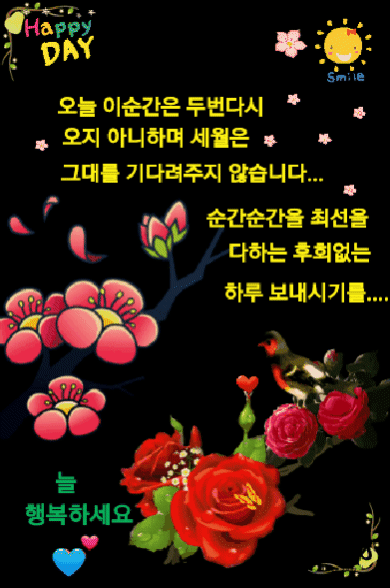 Happy
DAY
Smile
오늘 이순간은 두번다시
오지 아니하며 세월은
그대를 기다려주지 않습니다...
순간순간을 최선을
다하는 후회없는
하루 보내시기를....
늘
행복하세요